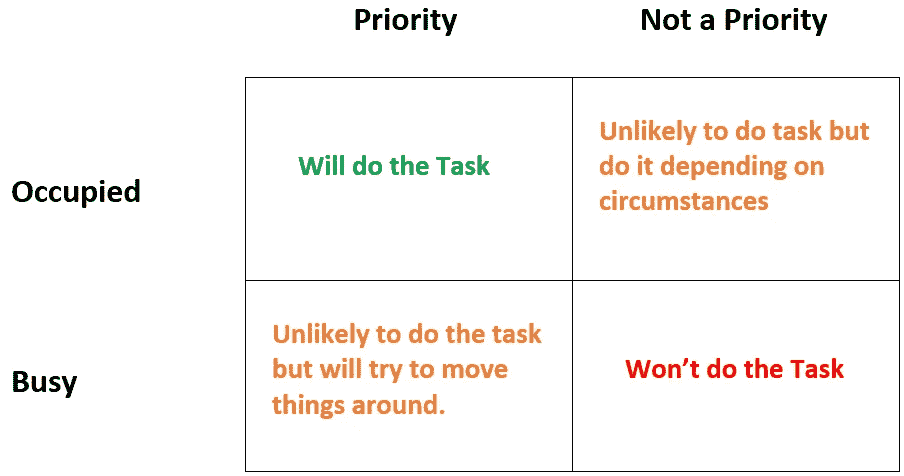 Priority
Not a Priority
Occupied
Will do the Task
Unlikely to do task but
do it depending on
circumstances
Busy
Unlikely to do the task
but will try to move
things around.
Won’t do the Task